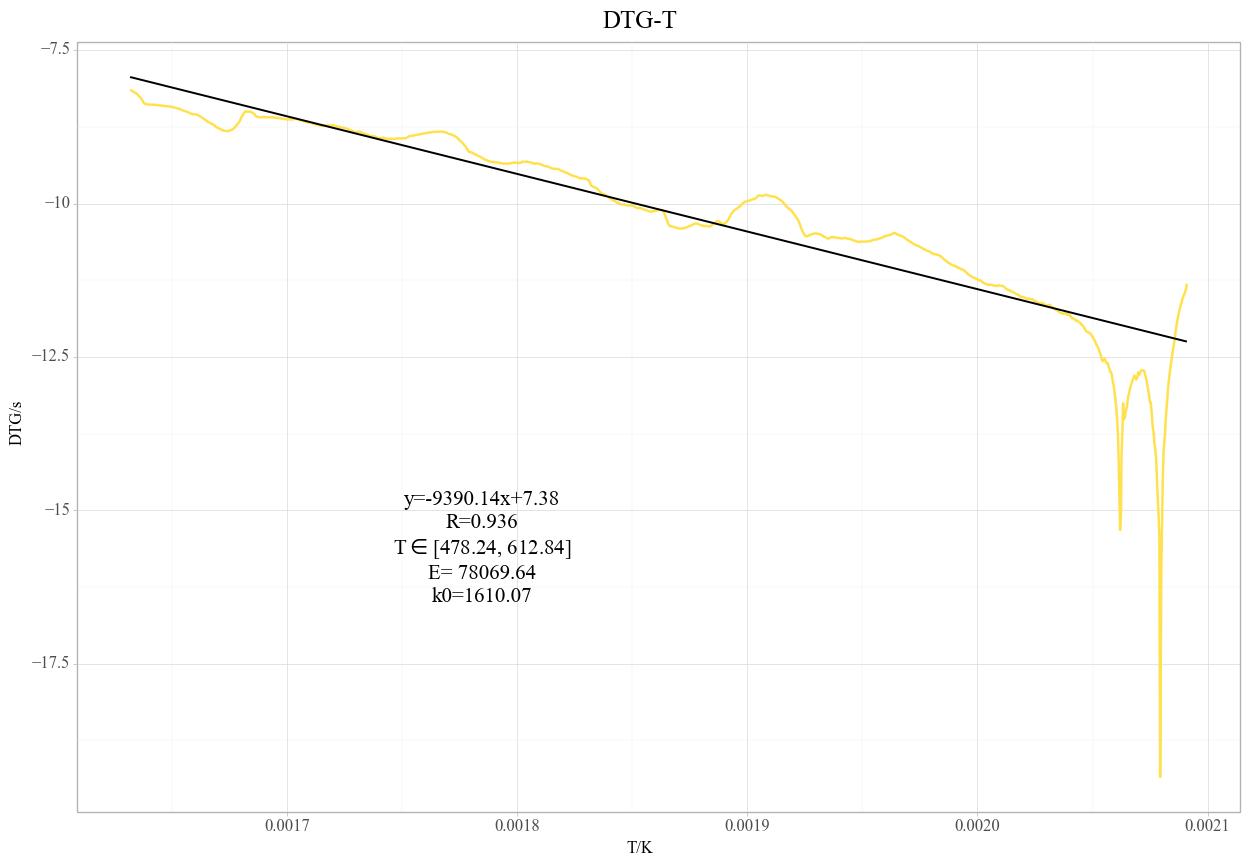 DTG-T
−7.5
−10
−12.5
−15
−17.5
DTG/s
y=-9390.14x+7.38
R=0.936
T ∈ [478.24, 612.84]
E= 78069.64
k0=1610.07
0.0017 0.0018 0.0019 0.0020 0.0021
T/K